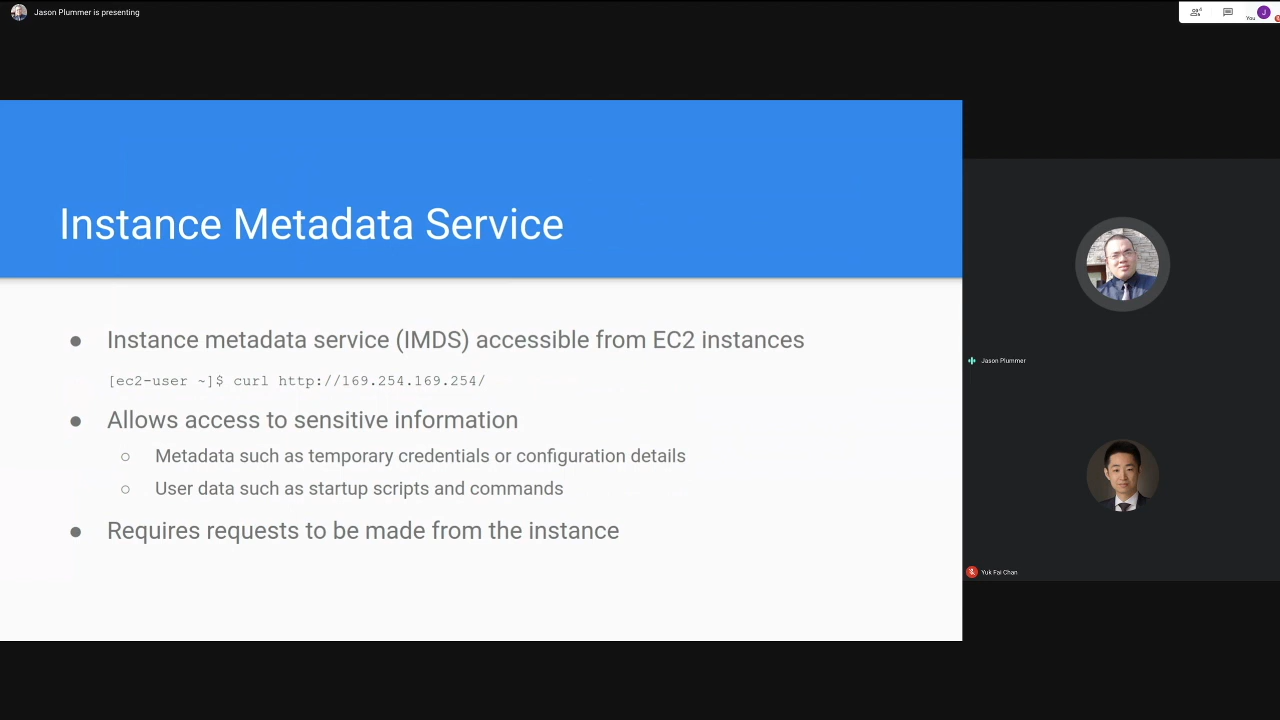 Jason Plummer is presenting
4
You
J
Instance Metadata Service
● Instance metadata service (IMDS) accessible from EC2 instances
[ec2-user ~]$ curl http://169.254.169.254/
● Allows access to sensitive information
○ Metadata such as temporary credentials or configuration details
○ User data such as startup scripts and commands
● Requires requests to be made from the instance
Jason Plummer
Yuk Fai Chan